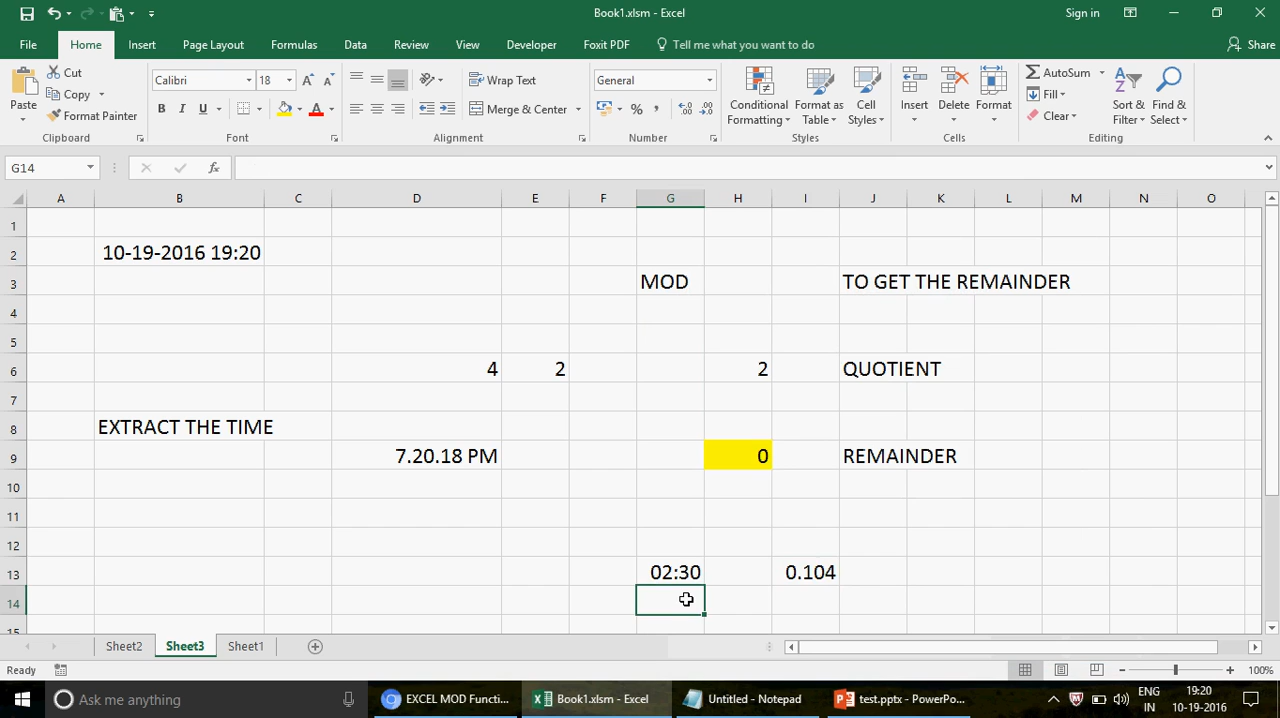 Book1.xlsm - Excel
Sign in
File Home Insert Page Layout Formulas Data Review View Developer Foxit PDF Tell me what you want to do Share
Paste
Cut
Copy
Format Painter
Clipboard
Calibri 18
B I U A
Font
Wrap Text
Merge & Center
Alignment
General
%
Number
Conditional Formatting
Format as Table
Cell Styles
Styles
Insert Delete Format
Cells
AutoSum
Fill
Clear
Sort & Filter
Find & Select
Editing
G14 fx
A B C D E F G H I J K L M N O
1
2 10-19-2016 19:20
3 MOD TO GET THE REMAINDER
4
5
6 4 2 2 QUOTIENT
7
8 EXTRACT THE TIME
9 7.20.18 PM 0 REMAINDER
10
11
12
13 02:30 0.104
14
15
Sheet2 Sheet3 Sheet1
Ready 100%
Ask me anything
EXCEL MOD Functi...
Book1.xlsm - Excel
Untitled - Notepad
test.pptx - PowerPo...
ENG
IN
19:20
10-19-2016